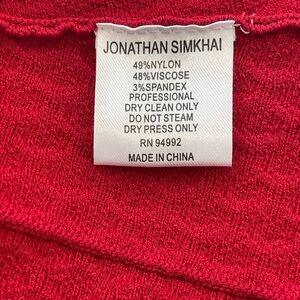 JONATHAN SIMKHAI
49%NYLON
48%VISCOSE
3%SPANDEX
PROFESSIONAL
DRY CLEAN ONLY
DO NOT STEAM
DRY PRESS ONLY
RN 94992
MADE IN CHINA